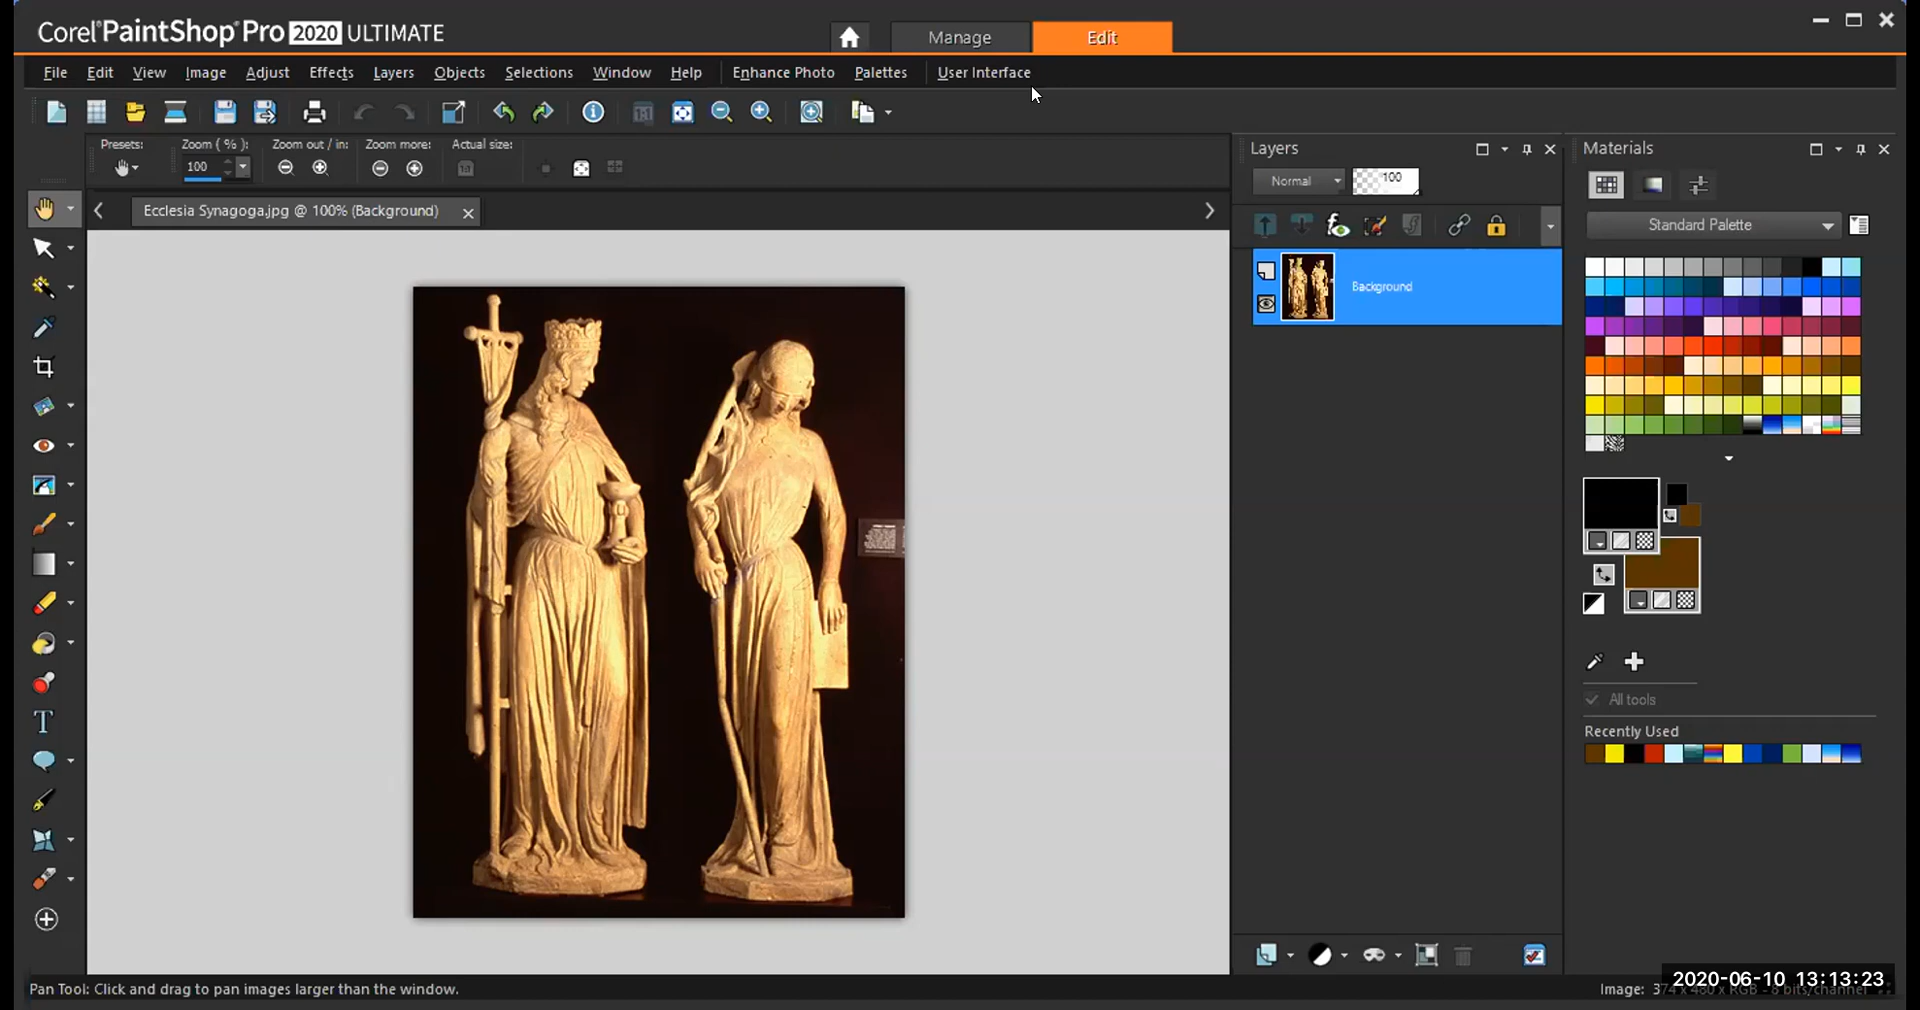 Corel PaintShop Pro 2020 ULTIMATE
Manage
Edit
File Edit View Image Adjust Effects Layers Objects Selections Window Help Enhance Photo Palettes User Interface
Presets: Zoom ( % ): Zoom out / in: Zoom more: Actual size:
100
Ecclesia Synagoga.jpg @ 100% (Background)
Layers
Normal
100
Background
Materials
Standard Palette
All tools
Recently Used
Pan Tool: Click and drag to pan images larger than the window.
2020-06-10 13:13:23
Image: